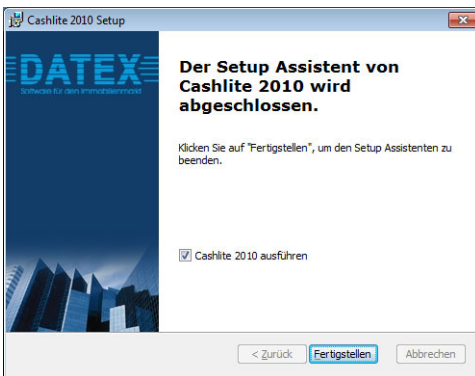 Cashlite 2010 Setup
DATEX
Software für den Immobilienmarkt
Der Setup Assistent von
Cashlite 2010 wird
abgeschlossen.
Klicken Sie auf "Fertigstellen", um den Setup Assistenten zu
beenden.
Cashlite 2010 ausführen
< Zurück
Fertigstellen
Abbrechen